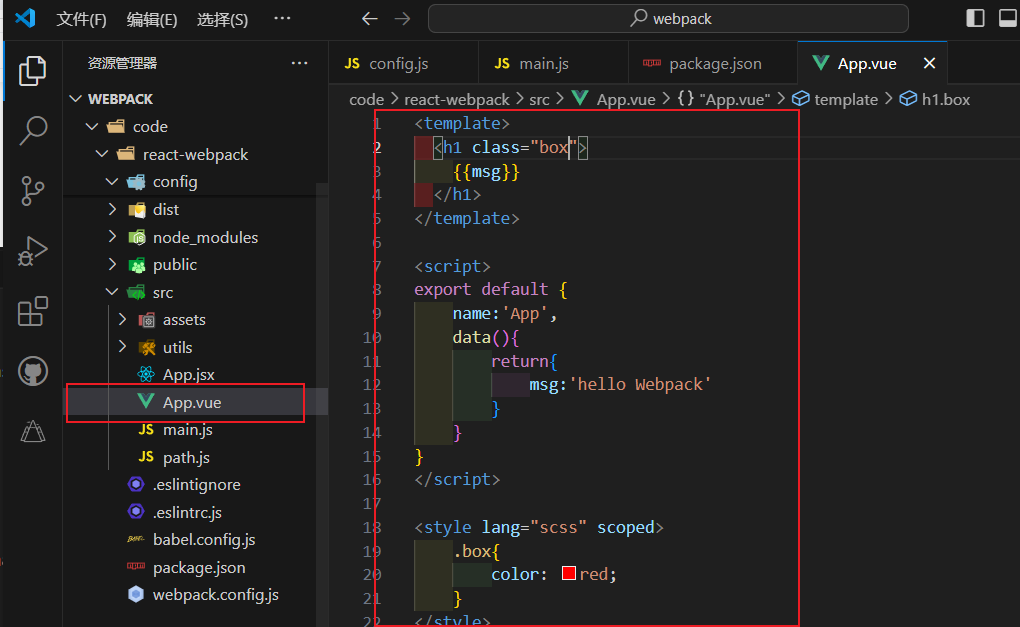 文件(F) 编辑(E) 选择(S) ··· webpack
资源管理器 ···
JS config.js
JS main.js
package.json
App.vue
WEBPACK
code
react-webpack
config
dist
node_modules
public
src
assets
utils
App.jsx
App.vue
JS main.js
JS path.js
.eslintignore
.eslintrc.js
babel.config.js
package.json
webpack.config.js
code > react-webpack > src > App.vue > {} "App.vue" > template > h1.box
1 <template>
2 <h1 class="box">
3 {{msg}}
4 </h1>
5 </template>
6
7 <script>
8 export default {
9 name:'App',
10 data(){
11 return{
12 msg:'hello Webpack'
13 }
14 }
15 }
16 </script>
17
18 <style lang="scss" scoped>
19 .box{
20 color: red;
21 }
22 </style>